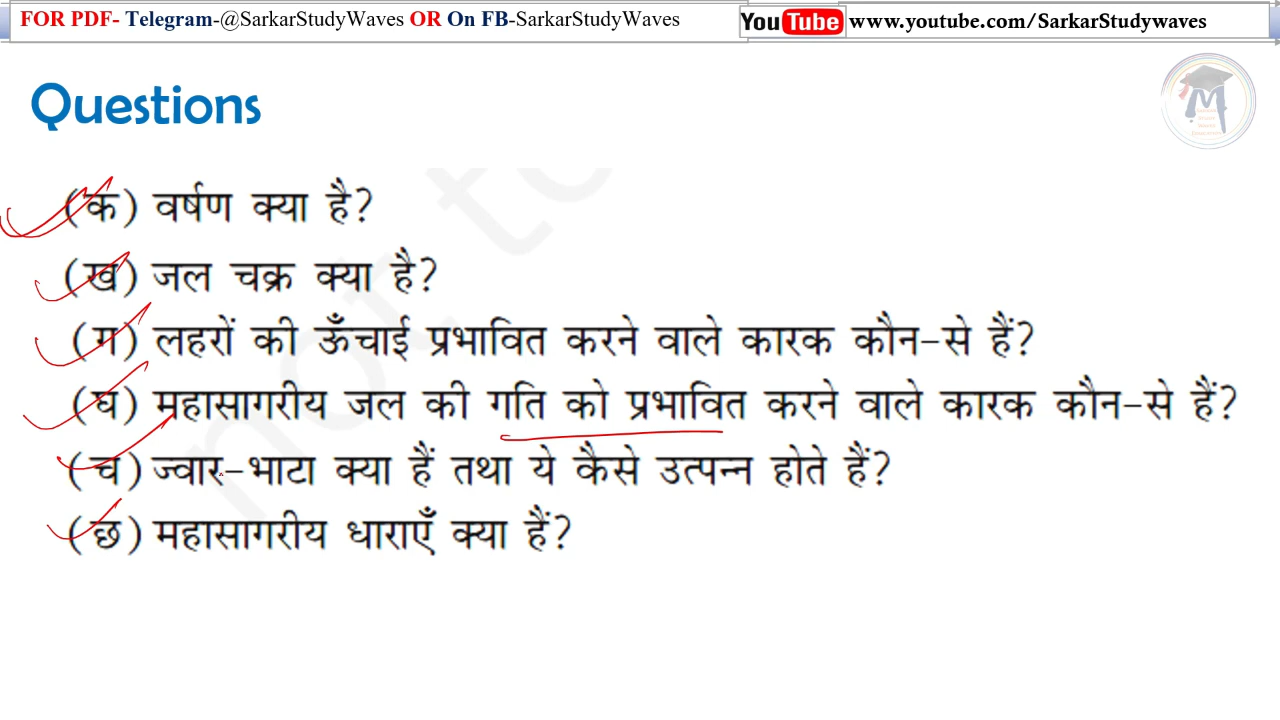 FOR PDF- Telegram-@SarkarStudyWaves OR On FB-SarkarStudyWaves
YouTube www.youtube.com/SarkarStudywaves
Questions
(क) वर्षण क्या है?
(ख) जल चक्र क्या है?
(ग) लहरों की ऊँचाई प्रभावित करने वाले कारक कौन-से हैं?
(घ) महासागरीय जल की गति को प्रभावित करने वाले कारक कौन-से हैं?
(च) ज्वार-भाटा क्या हैं तथा ये कैसे उत्पन्न होते हैं?
(छ) महासागरीय धाराएँ क्या हैं?